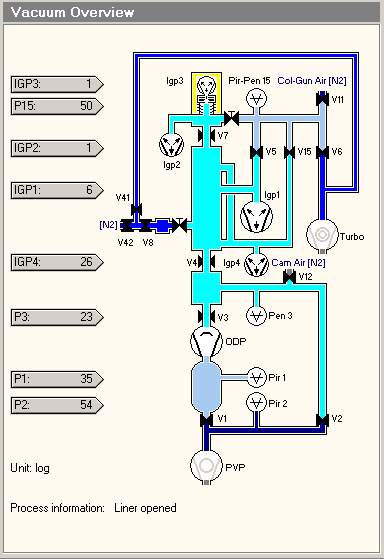 Vacuum Overview
Igp3
Pir-Pen 15
Col-Gun Air [N2]
IGP3: 1
P15: 50
V11
V7
IGP2: 1
Igp2
V5
V15
V6
IGP1: 6
V41
Igp1
[N2]
V42
V8
Turbo
IGP4: 26
V4
Igp4
Cam Air [N2]
V12
P3: 23
V3
Pen 3
ODP
P1: 35
Pir 1
P2: 54
Pir 2
V1
V2
Unit: log
PVP
Process information: Liner opened